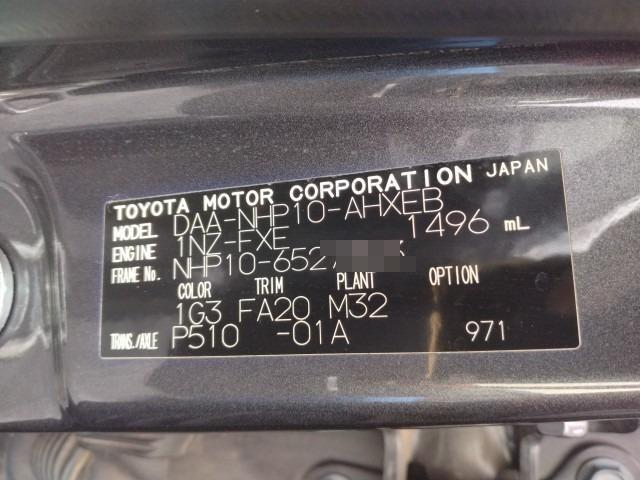 TOYOTA MOTOR CORPORATION JAPAN
MODEL DAA-NHP10-AHXEB
ENGINE 1NZ-FXE 1496 mL
FRAME No. NHP10-6527
COLOR TRIM PLANT OPTION
1G3 FA20 M32
TRANS./AXLE P510 -01A 971